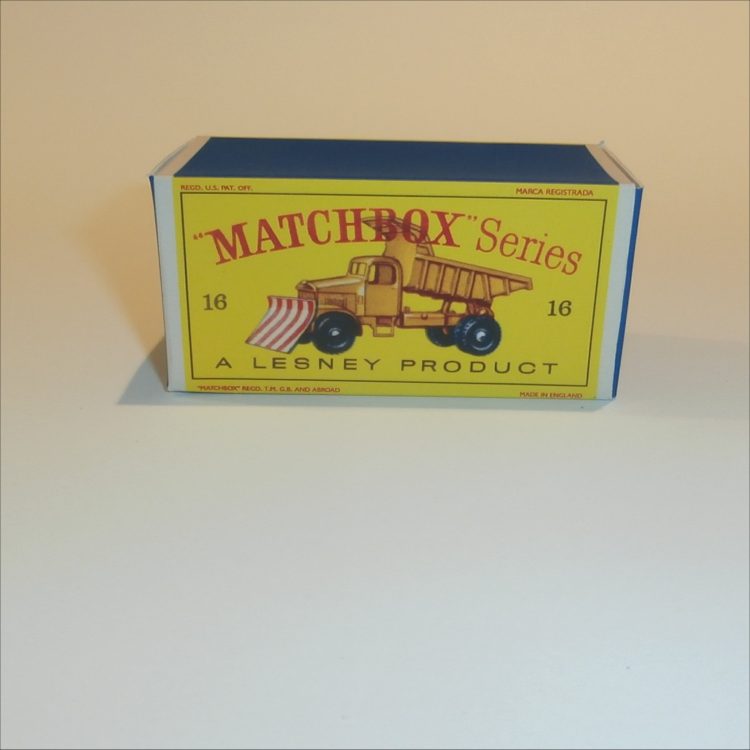 REGD. U.S. PAT. OFF. MARCA REGISTRADA
"MATCHBOX" Series
16 16
A LESNEY PRODUCT
"MATCHBOX" REGD. T.M. G.B. AND ABROAD MADE IN ENGLAND